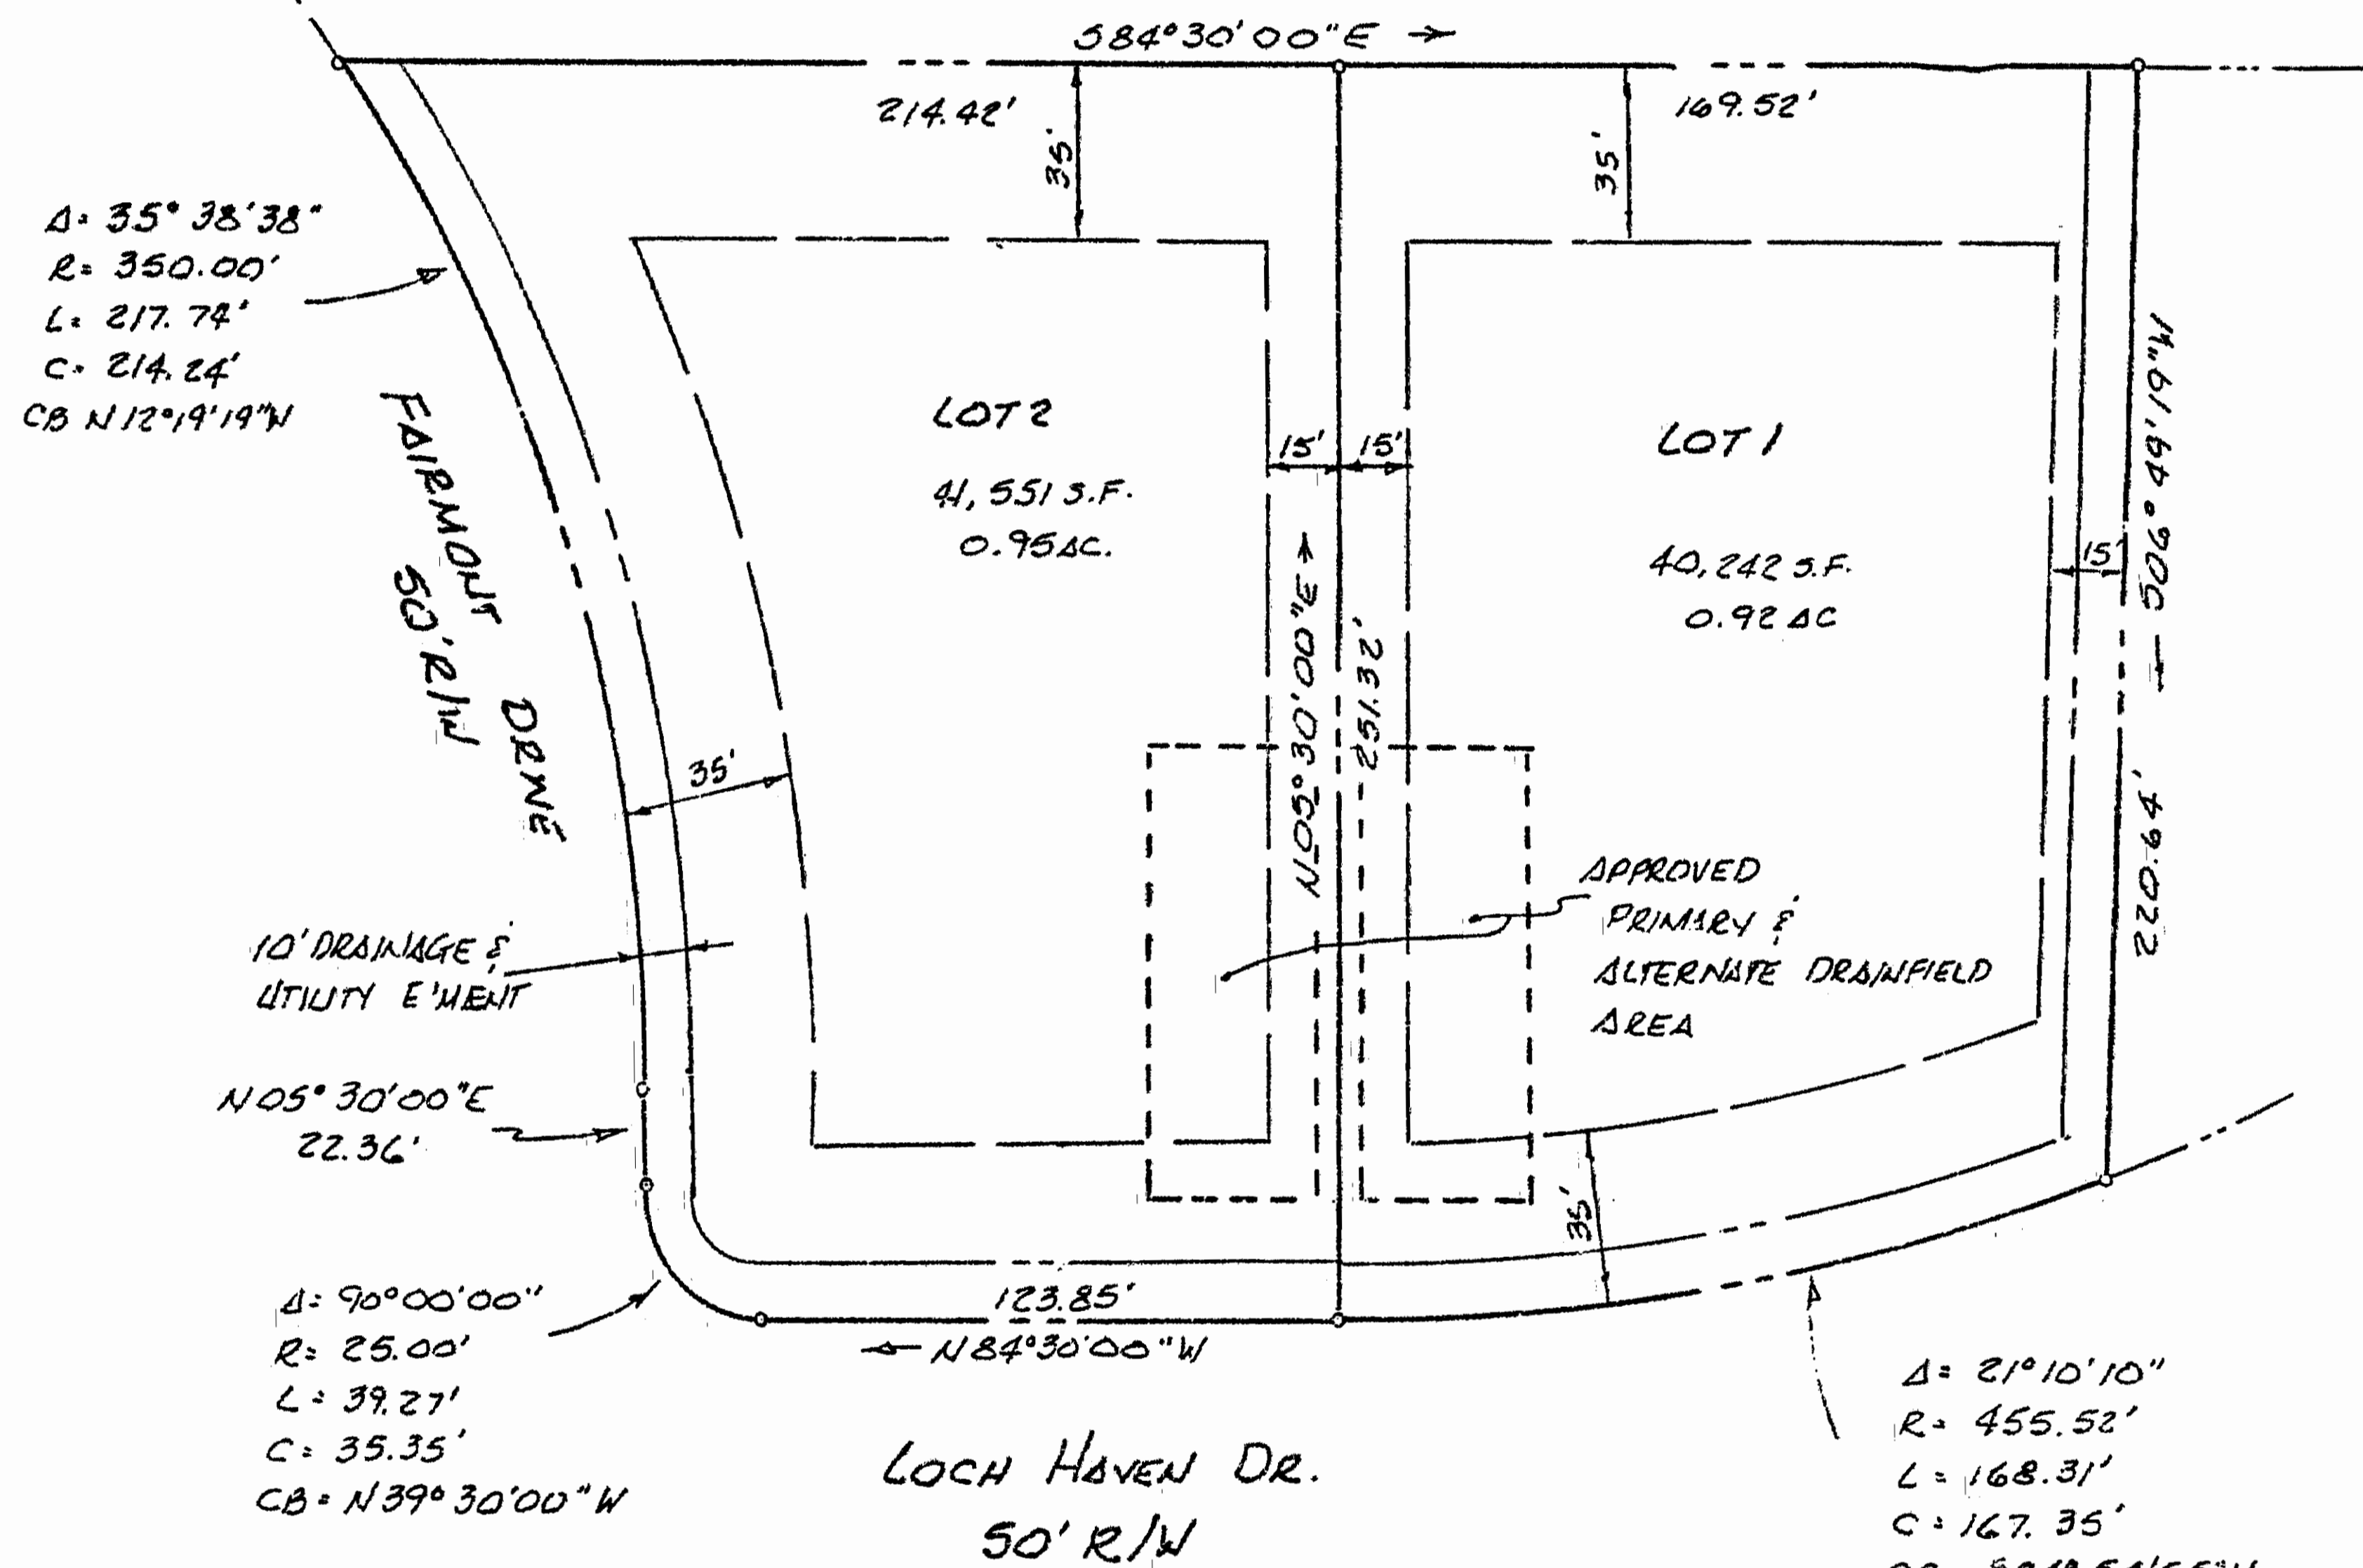 S84°30'00"E
214.42'
169.52'
35'
35'
Δ= 35°38'38"
R= 350.00'
L= 217.74'
C= 214.24'
CB N12°19'19"W
FAIRMONT DRIVE
50' R/W
LOT 2
41,551 S.F.
0.95 AC.
15'
15'
LOT 1
40,242 S.F.
0.92 AC
15'
S06°49'19"W
220.94'
N05°30'00"E
251.32'
35'
10' DRAINAGE &
UTILITY E'MENT
APPROVED
PRIMARY &
ALTERNATE DRAINFIELD
AREA
N05°30'00"E
22.36'
35'
123.85'
N84°30'00"W
Δ= 90°00'00"
R= 25.00'
L= 39.27'
C= 35.35'
CB= N39°30'00"W
LOCH HAVEN DR.
50' R/W
Δ= 21°10'10"
R= 455.52'
L= 168.31'
C= 167.35'